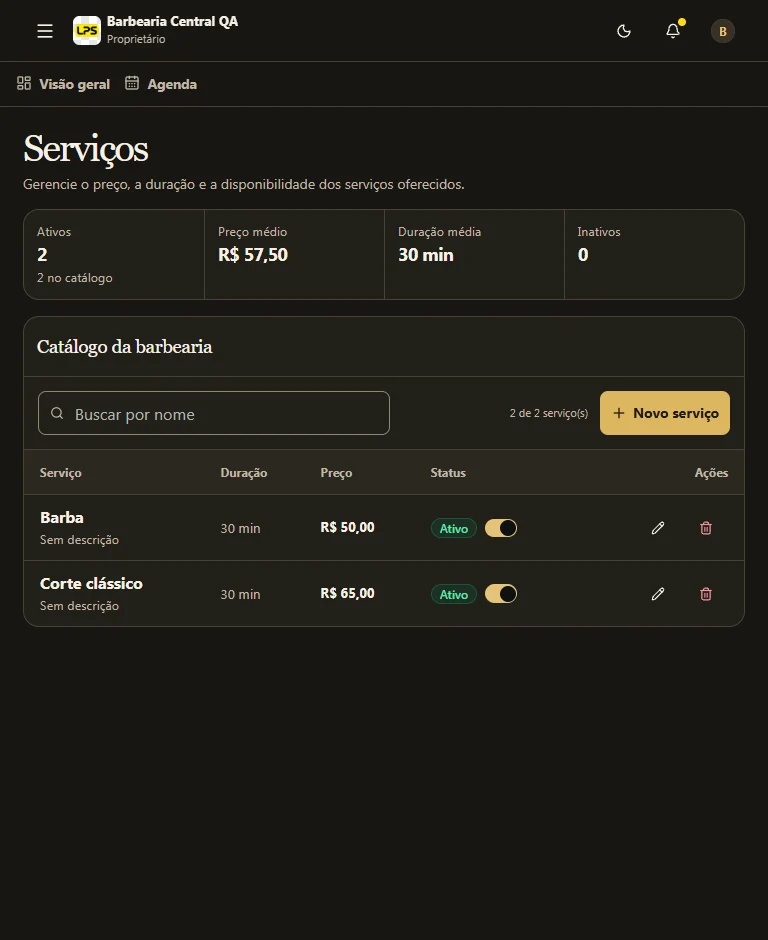 LPS
Barbearia Central QA
Proprietário
B
Visão geral
Agenda
Serviços
Gerencie o preço, a duração e a disponibilidade dos serviços oferecidos.
Ativos
2
2 no catálogo
Preço médio
R$ 57,50
Duração média
30 min
Inativos
0
Catálogo da barbearia
Buscar por nome
2 de 2 serviço(s)
+ Novo serviço
Serviço Duração Preço Status Ações
Barba
Sem descrição
30 min
R$ 50,00
Ativo
Corte clássico
Sem descrição
30 min
R$ 65,00
Ativo